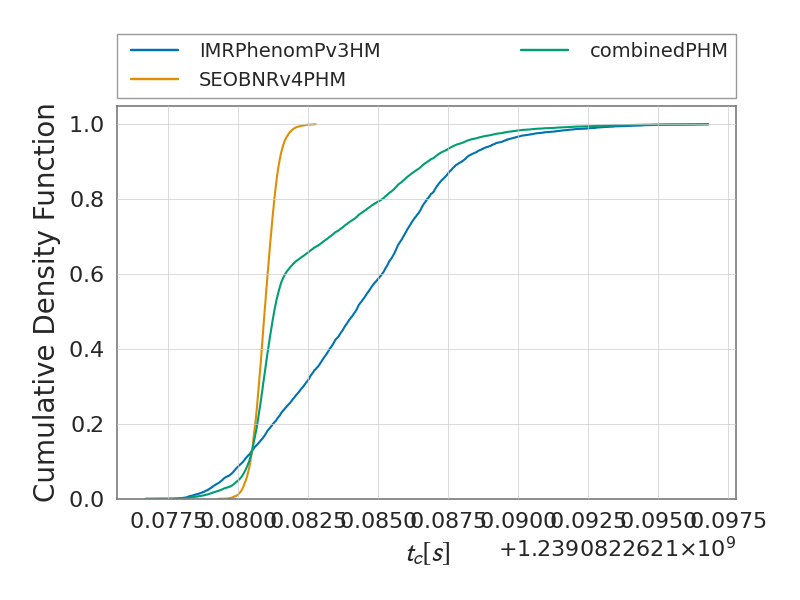 IMRPhenomPv3HM combinedPHM
SEOBNRv4PHM
Cumulative Density Function
1.0
0.8
0.6
0.4
0.2
0.0
0.0775 0.0800 0.0825 0.0850 0.0875 0.0900 0.0925 0.0950 0.0975
t_c[s] +1.2390822621×10⁹